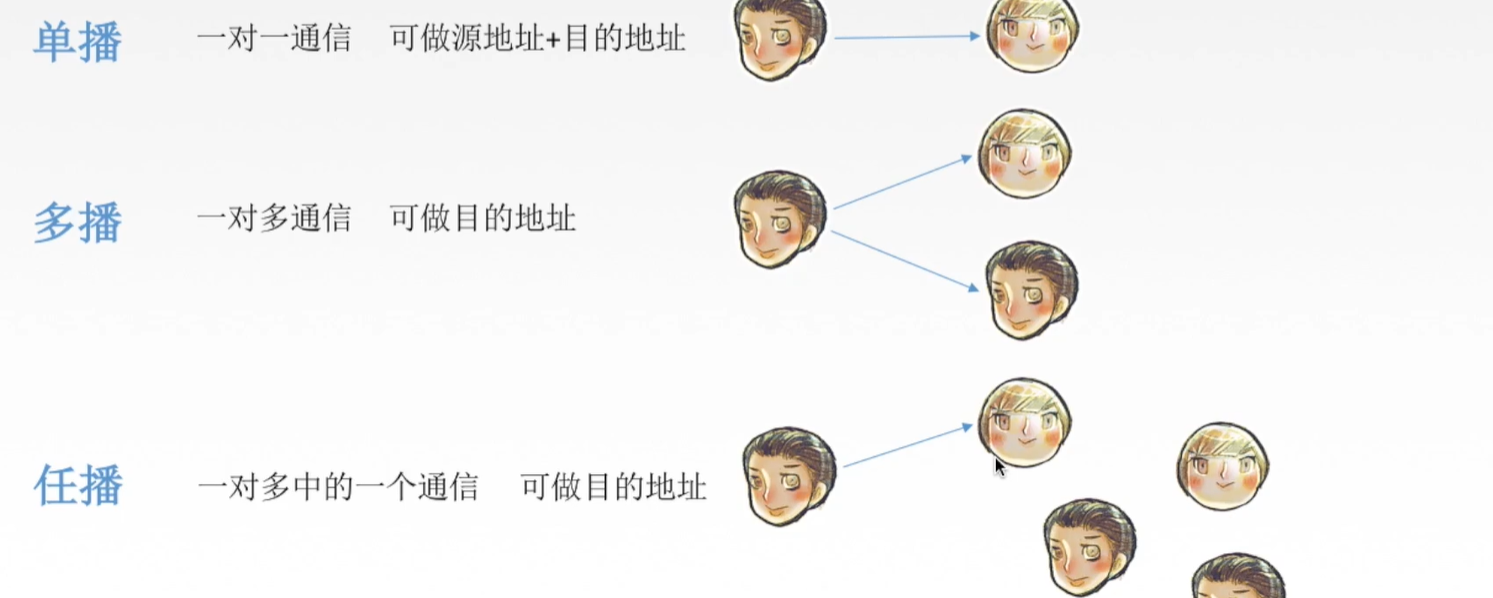 单播 一对一通信 可做源地址+目的地址
多播 一对多通信 可做目的地址
任播 一对多中的一个通信 可做目的地址